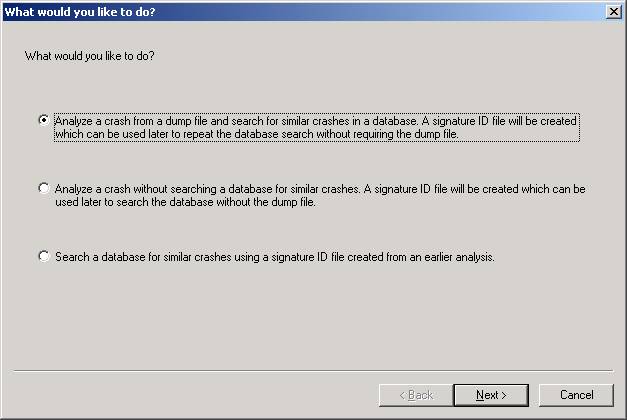 What would you like to do?
What would you like to do?
Analyze a crash from a dump file and search for similar crashes in a database. A signature ID file will be created
which can be used later to repeat the database search without requiring the dump file.
Analyze a crash without searching a database for similar crashes. A signature ID file will be created which can be
used later to search the database without the dump file.
Search a database for similar crashes using a signature ID file created from an earlier analysis.
< Back Next > Cancel